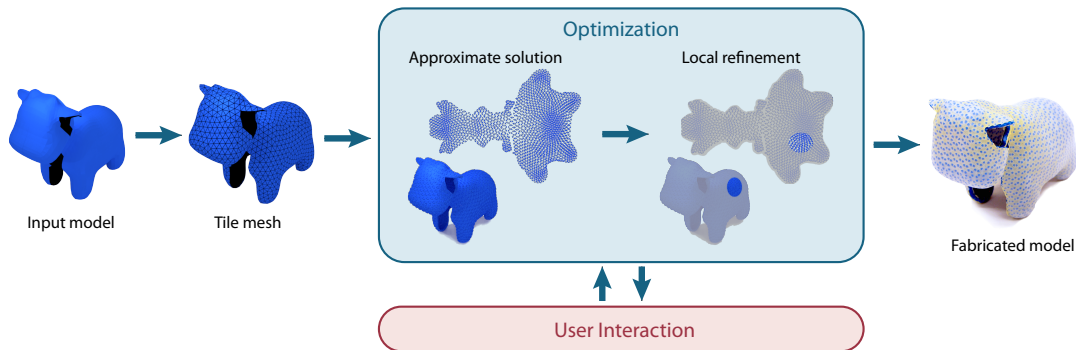 Optimization
Approximate solution
Local refinement
Input model
Tile mesh
Fabricated model
User Interaction